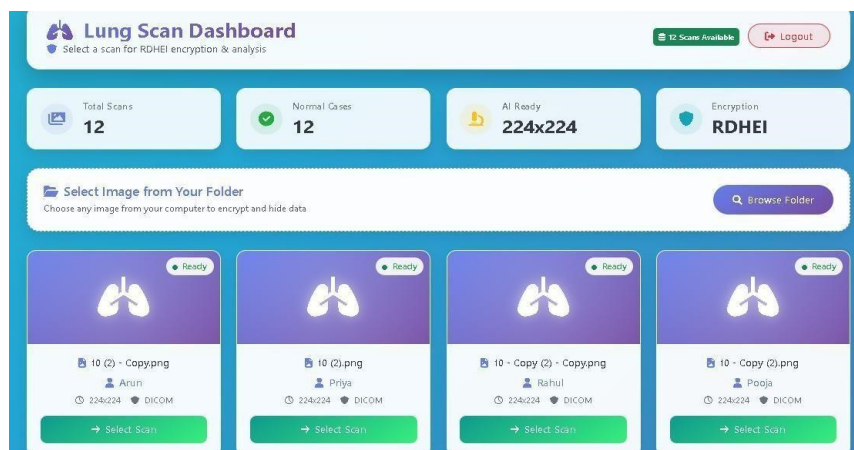 Lung Scan Dashboard
Select a scan for RDHEI encryption & analysis
12 Scans Available
Logout
Total Scans
12
Normal Cases
12
AI Ready
224x224
Encryption
RDHEI
Select Image from Your Folder
Choose any image from your computer to encrypt and hide data
Browse Folder
Ready
Ready
Ready
Ready
10 (2) - Copy.png
10 (2).png
10 - Copy (2) - Copy.png
10 - Copy (2).png
Arun
Priya
Rahul
Pooja
224x224 DICOM
224x224 DICOM
224x224 DICOM
224x224 DICOM
Select Scan
Select Scan
Select Scan
Select Scan